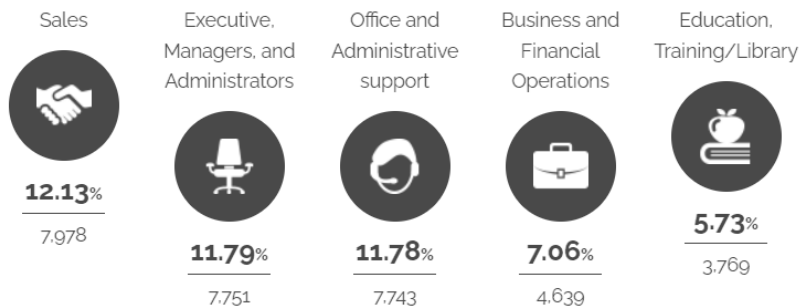 Sales
12.13%
7,978
Executive,
Managers, and
Administrators
11.79%
7,751
Office and
Administrative
support
11.78%
7,743
Business and
Financial
Operations
7.06%
4,639
Education,
Training/Library
5.73%
3,769